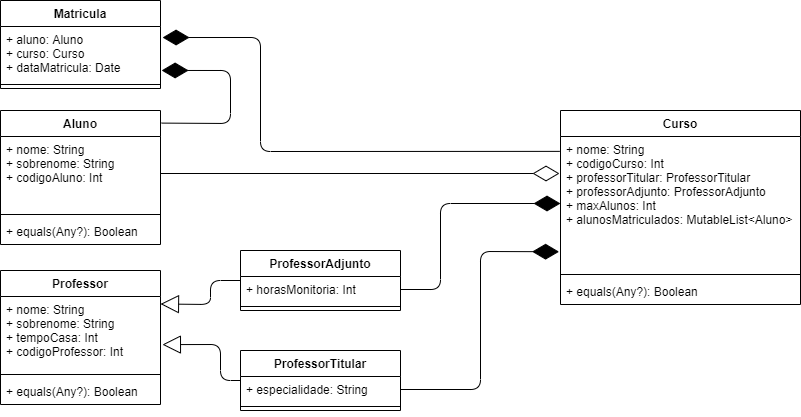 Matricula
+ aluno: Aluno
+ curso: Curso
+ dataMatricula: Date
Aluno
+ nome: String
+ sobrenome: String
+ codigoAluno: Int
+ equals(Any?): Boolean
Curso
+ nome: String
+ codigoCurso: Int
+ professorTitular: ProfessorTitular
+ professorAdjunto: ProfessorAdjunto
+ maxAlunos: Int
+ alunosMatriculados: MutableList<Aluno>
+ equals(Any?): Boolean
Professor
+ nome: String
+ sobrenome: String
+ tempoCasa: Int
+ codigoProfessor: Int
+ equals(Any?): Boolean
ProfessorAdjunto
+ horasMonitoria: Int
ProfessorTitular
+ especialidade: String